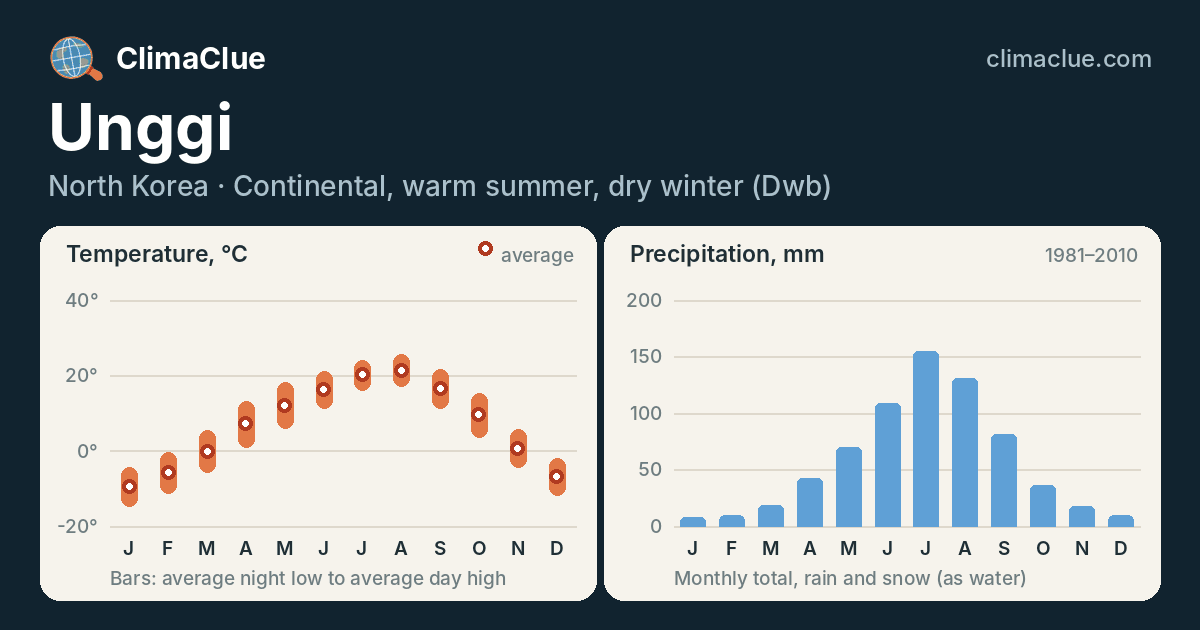 ClimaClue
climaclue.com
Unggi
North Korea · Continental, warm summer, dry winter (Dwb)
Temperature, °C
average
40°
20°
0°
-20°
J F M A M J J A S O N D
Bars: average night low to average day high
Precipitation, mm
1981–2010
200
150
100
50
0
J F M A M J J A S O N D
Monthly total, rain and snow (as water)